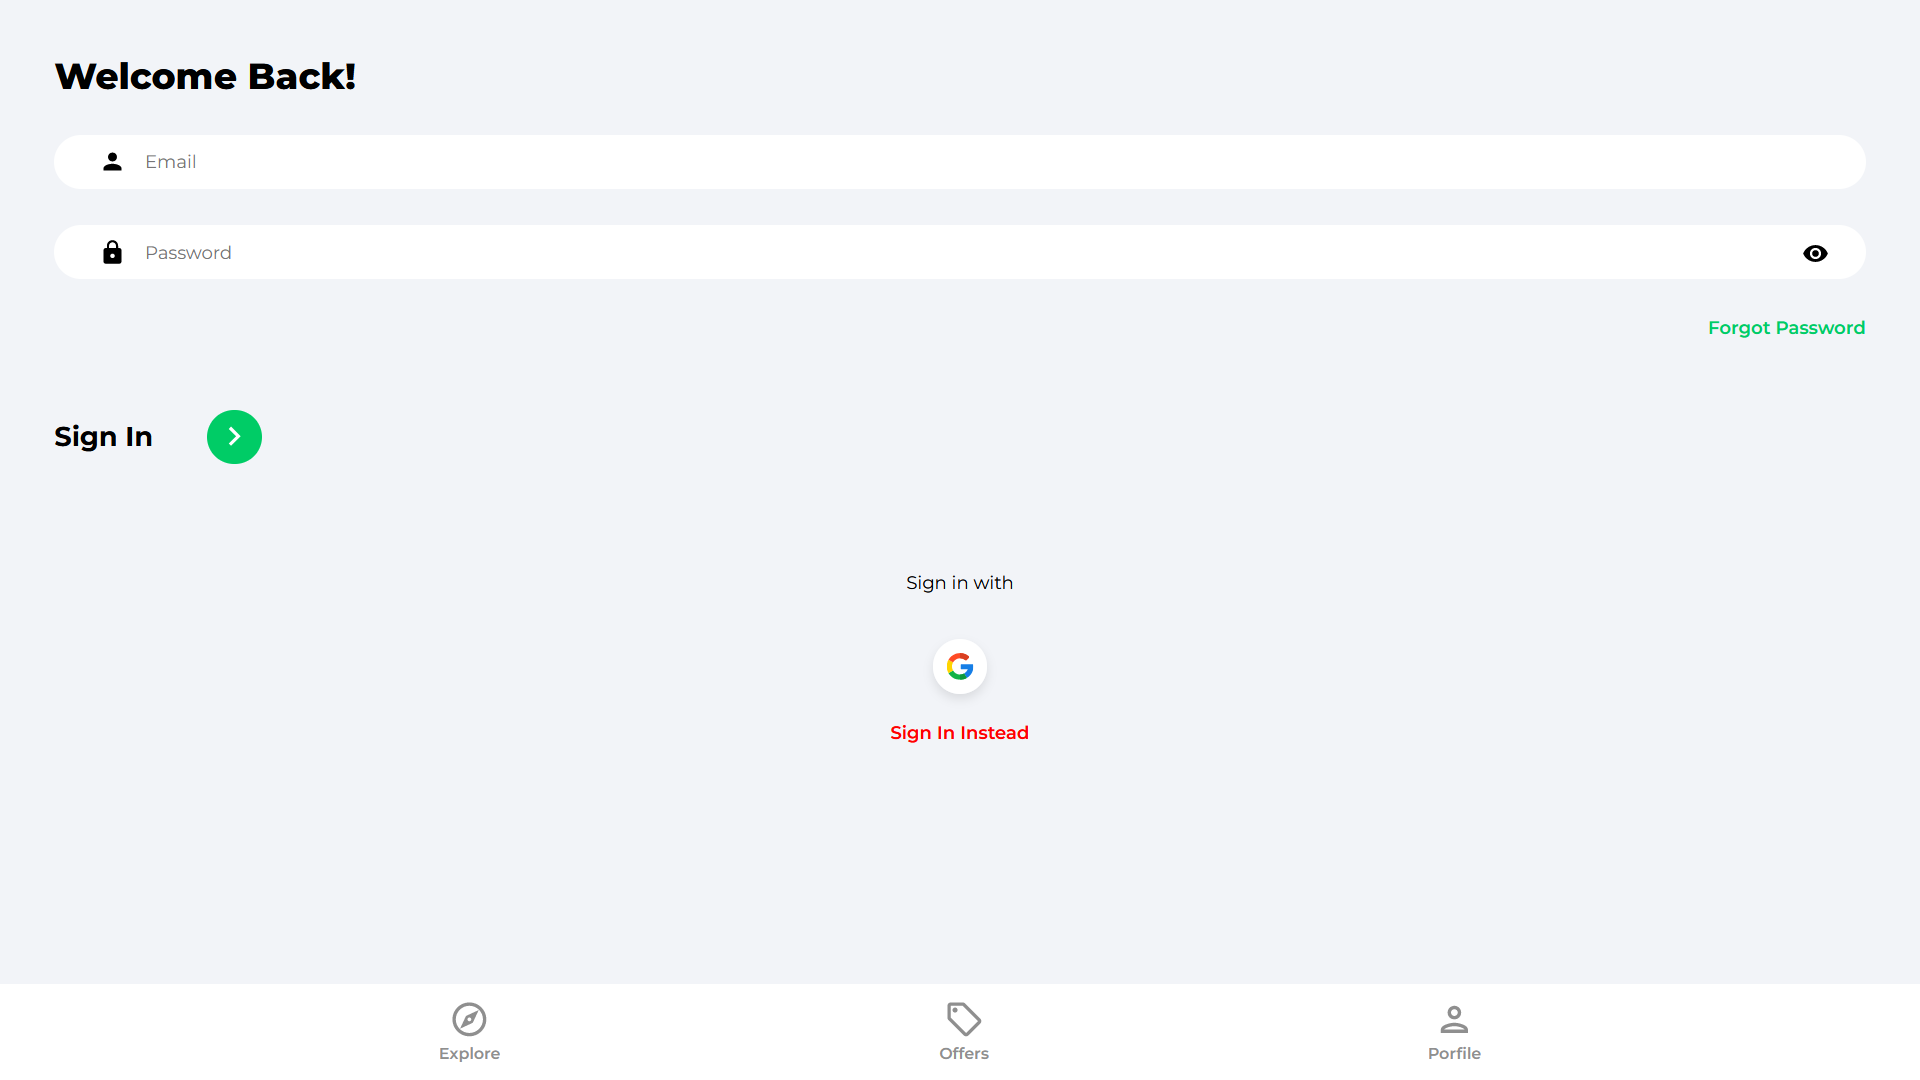 Welcome Back!
Email
Password
Forgot Password
Sign In
Sign in with
Sign In Instead
Explore
Offers
Porfile